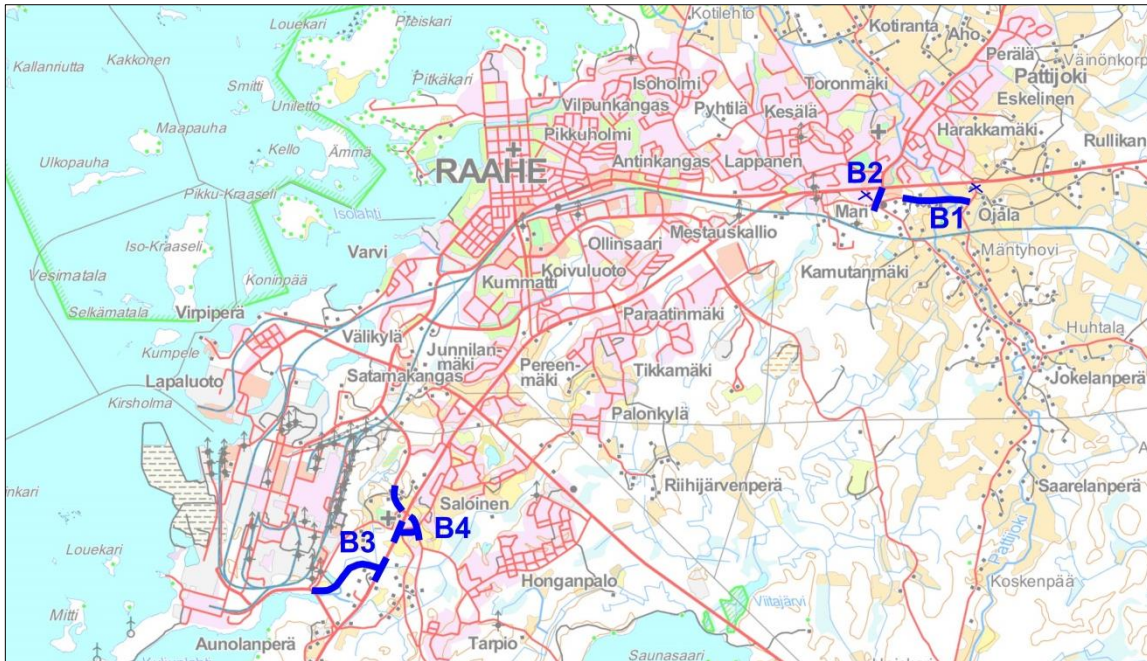 Louekari
Pleiskari
Kotilehto
Kotiranta
Aho
Perälä
Väinönkorp
Kallanriutta
Kakkonen
Smitti
Pitkäkari
Isoholmi
Toronmäki
Pattijoki
Uniletto
Vilpunkangas
Pyhtilä
Kesälä
Eskelinen
Maapauha
Kello
Ämmä
Pikkuholmi
Harakkamäki
Rullikan
Ulkopauha
RAAHE
Antinkangas
Lappanen
B2
Pikku-Kraaseli
Isolahti
Man
B1
Ojala
Iso-Kraaseli
Varvi
Ollinsaari
Mestauskallio
Mäntyhovi
Vesimatala
Koninpää
Kummatti
Koivuluoto
Kamutanmäki
Selkämatala
Virpiperä
Paraatinmäki
Huhtala
Kumpele
Välikylä
Junnilan-
mäki
Pereen-
mäki
Tikkamäki
Lapaluoto
Satamakangas
Jokelanperä
Kirsholma
Palonkylä
inkari
Riihijärvenperä
Saarelanperä
Saloinen
B4
B3
Pattijoki
Louekari
Honganpalo
Koskenpää
Mitti
Viitajärvi
Aunolanperä
Tarpio
Saunasaari